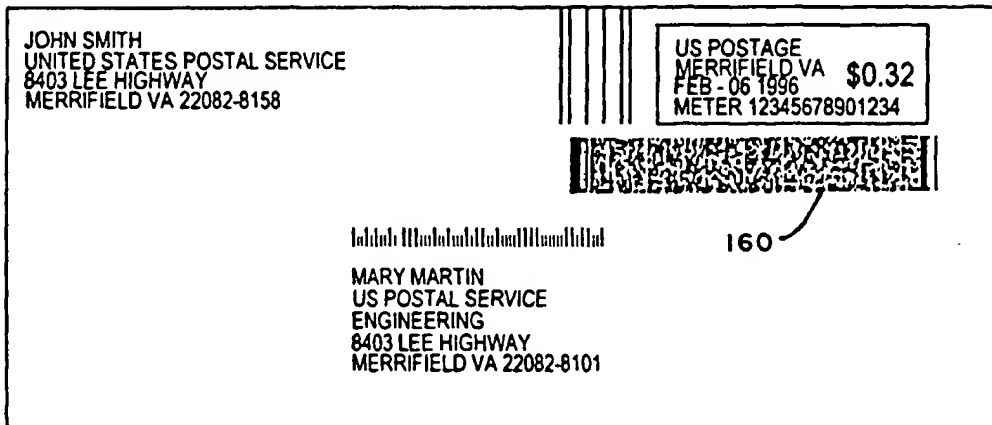 JOHN SMITH
UNITED STATES POSTAL SERVICE
8403 LEE HIGHWAY
MERRIFIELD VA 22082-8158
US POSTAGE
MERRIFIELD VA $0.32
FEB - 06 1996
METER 12345678901234
160
MARY MARTIN
US POSTAL SERVICE
ENGINEERING
8403 LEE HIGHWAY
MERRIFIELD VA 22082-8101